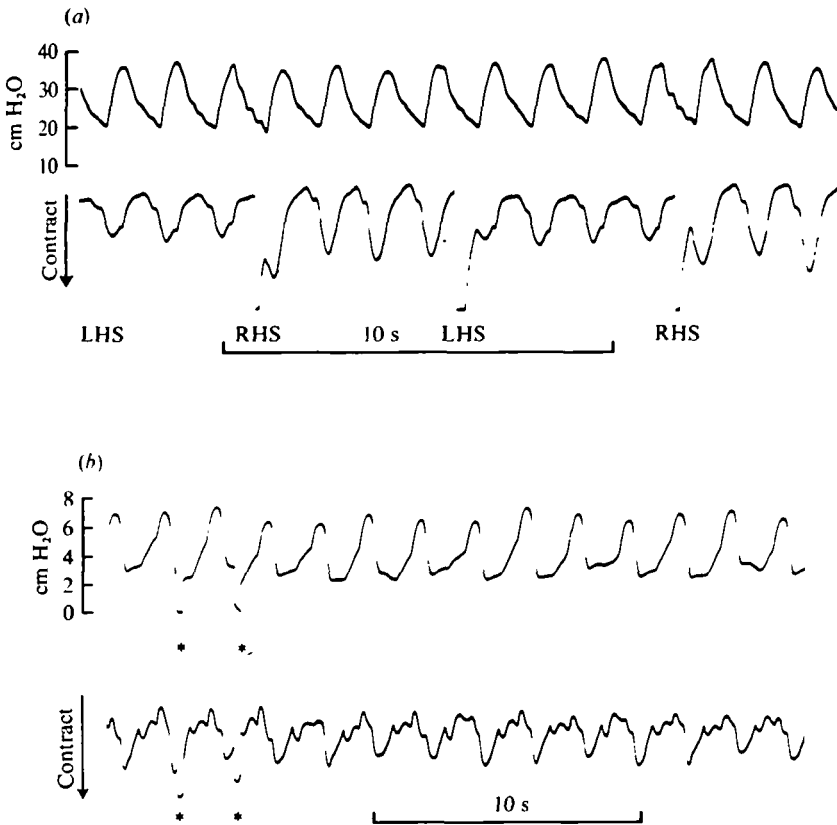 (a)
40
30
20
10
cm H₂O
Contract
LHS RHS 10 s LHS RHS
(b)
8
6
4
2
0
cm H₂O
* *
Contract
* *
10 s